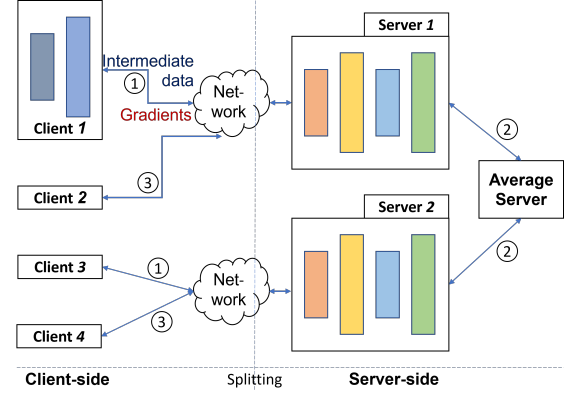 Server 1
Intermediate
data
①
Gradients
Net-
work
Client 1
②
③
Client 2
Average
Server
Server 2
②
Client 3
①
Net-
work
③
Client 4
Client-side
Splitting
Server-side